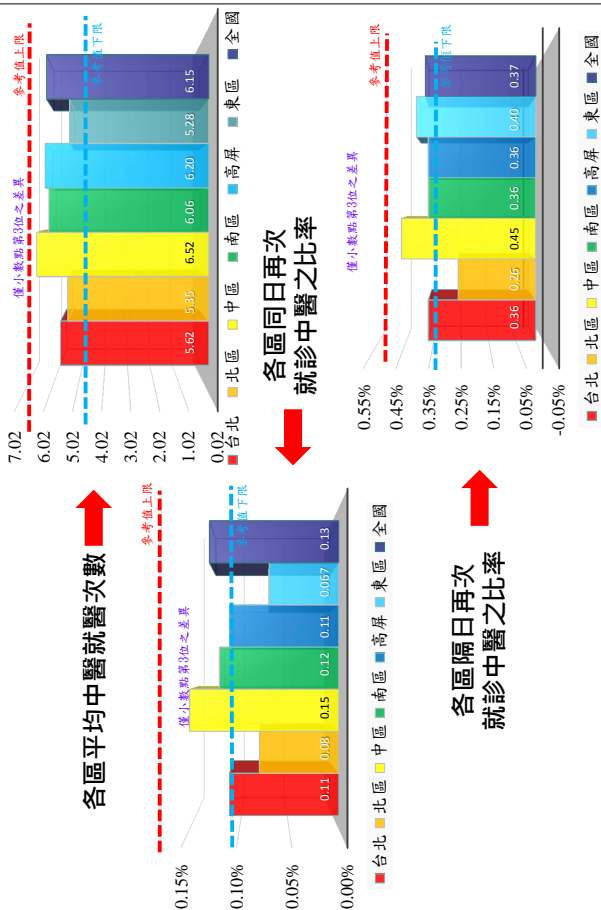 各區平均中醫就醫次數
7.02
6.02
5.02
4.02
3.02
2.02
1.02
0.02
參考值上限
僅小數點第3位之差異
參考值下限
5.62
5.35
6.52
6.06
6.20
5.28
6.15
台北 北區 中區 南區 高屏 東區 全國
各區同日再次
就診中醫之比率
0.15%
0.10%
0.05%
0.00%
參考值上限
僅小數點第3位之差異
參考值下限
0.11
0.08
0.15
0.12
0.11
0.067
0.13
台北 北區 中區 南區 高屏 東區 全國
各區隔日再次
就診中醫之比率
0.55%
0.45%
0.35%
0.25%
0.15%
0.05%
-0.05%
參考值上限
僅小數點第3位之差異
參考值下限
0.36
0.26
0.45
0.36
0.36
0.40
0.37
台北 北區 中區 南區 高屏 東區 全國